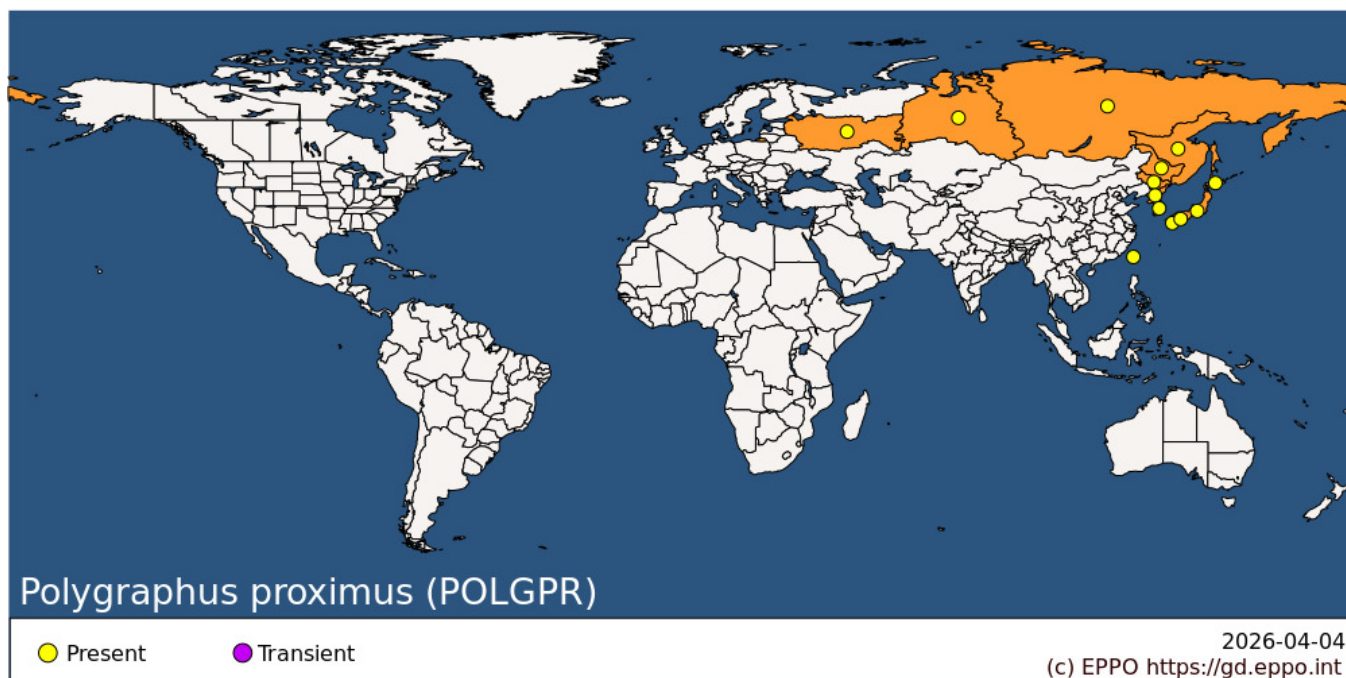 Polygraphus proximus (POLGPR)
Present
Transient
2026-04-04
(c) EPPO https://gd.eppo.int